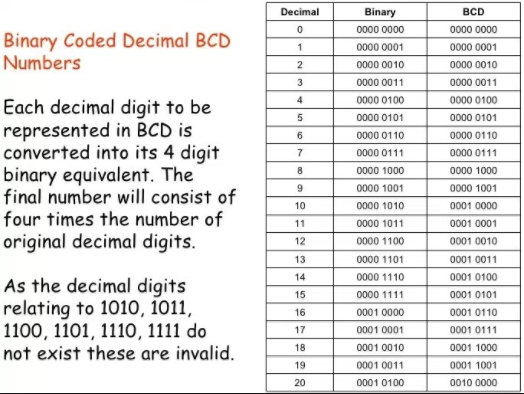 Binary Coded Decimal BCD
Numbers
Each decimal digit to be
represented in BCD is
converted into its 4 digit
binary equivalent. The
final number will consist of
four times the number of
original decimal digits.
As the decimal digits
relating to 1010, 1011,
1100, 1101, 1110, 1111 do
not exist these are invalid.
Decimal Binary BCD
0 0000 0000 0000 0000
1 0000 0001 0000 0001
2 0000 0010 0000 0010
3 0000 0011 0000 0011
4 0000 0100 0000 0100
5 0000 0101 0000 0101
6 0000 0110 0000 0110
7 0000 0111 0000 0111
8 0000 1000 0000 1000
9 0000 1001 0000 1001
10 0000 1010 0001 0000
11 0000 1011 0001 0001
12 0000 1100 0001 0010
13 0000 1101 0001 0011
14 0000 1110 0001 0100
15 0000 1111 0001 0101
16 0001 0000 0001 0110
17 0001 0001 0001 0111
18 0001 0010 0001 1000
19 0001 0011 0001 1001
20 0001 0100 0010 0000